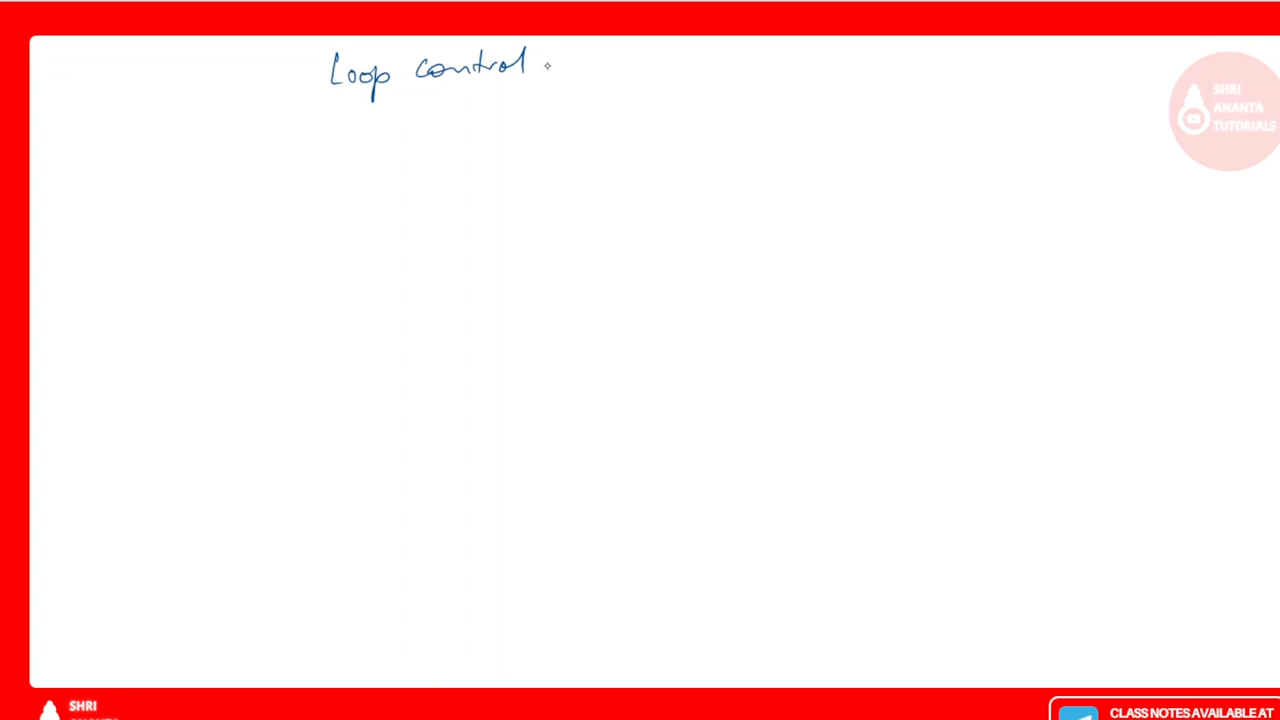 Loop control
SHRI
ANANTA
TUTORIALS
SHRI
CLASS NOTES AVAILABLE AT